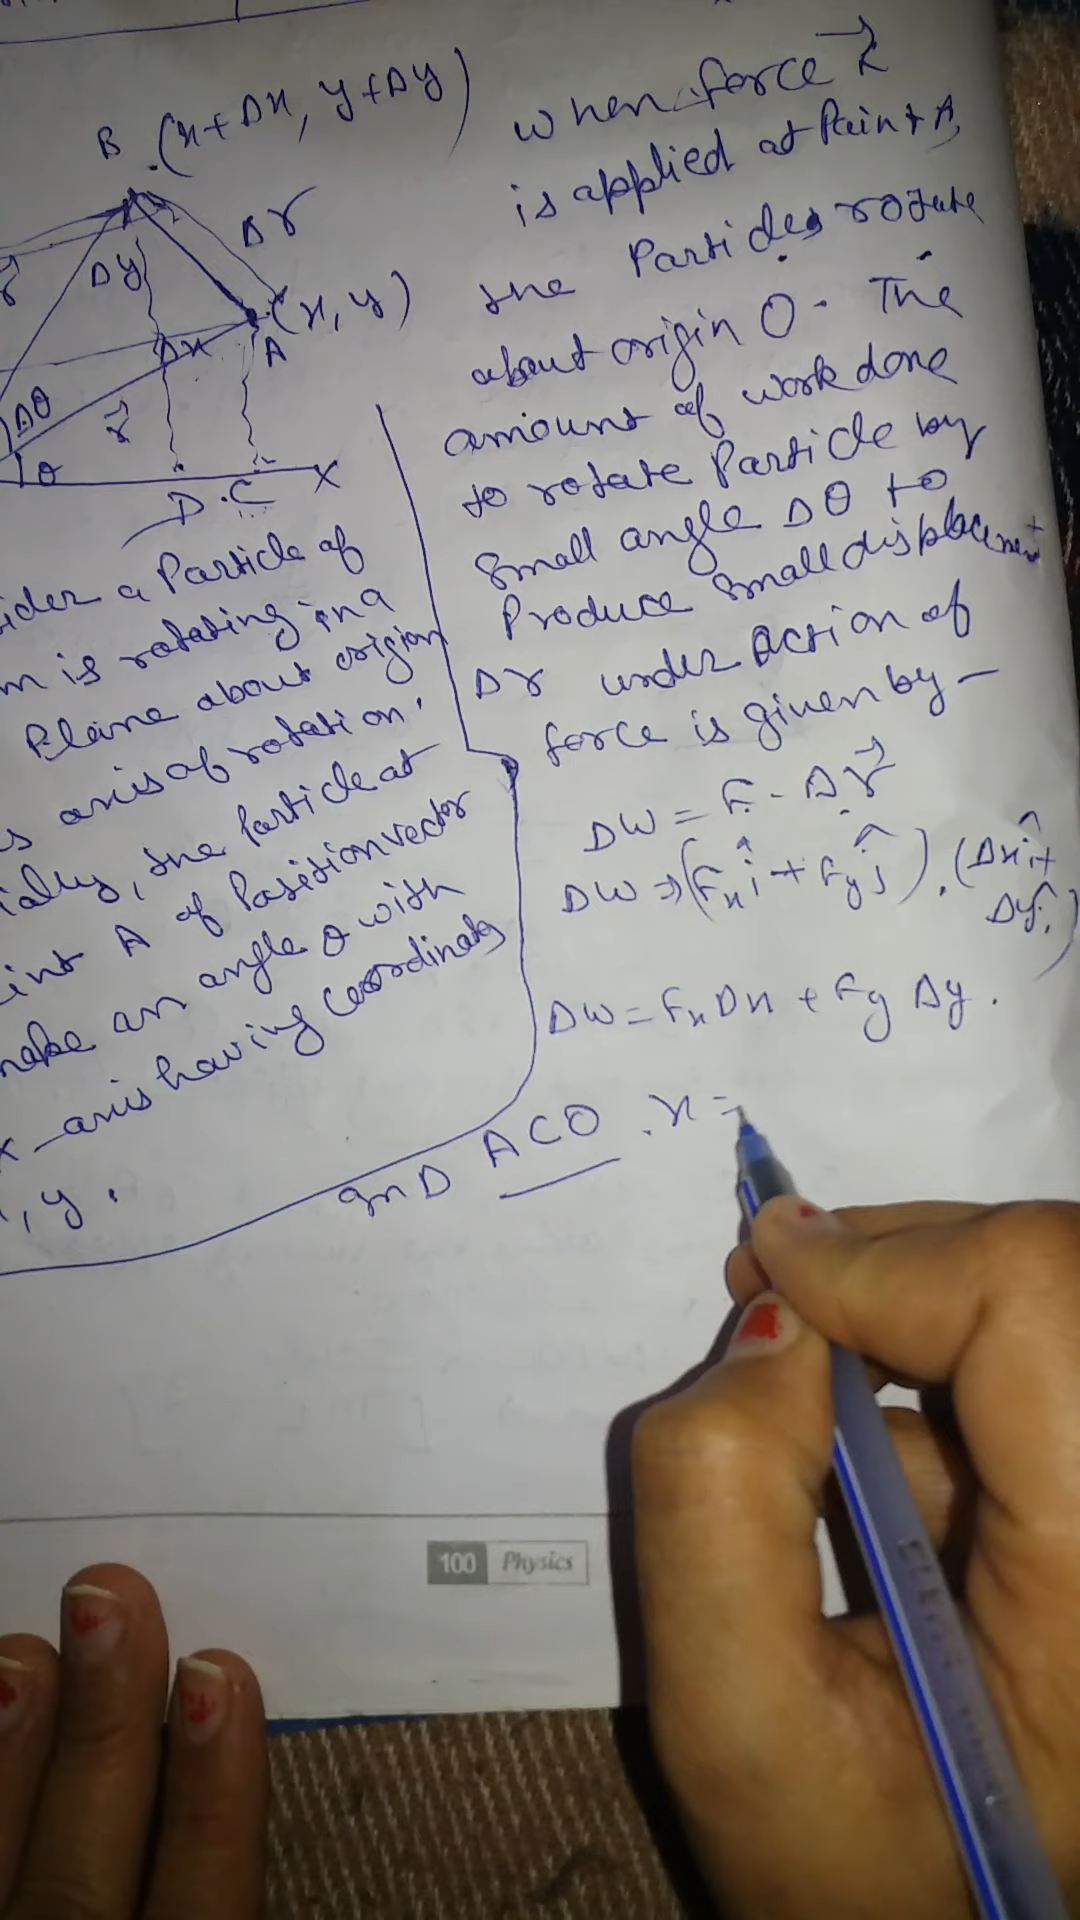 B (x+Δx, y+Δy)
Δr
Δy
(x, y)
Δx
A
Δθ
r⃗
θ
D C X
ider a Particle of
m is rotating in a
Plane about origin
s axis of rotation.
ially, the Particle at
int A of Position vector
make an angle θ with
x-axis having coordinates
, y.
when force
is applied at Point A,
the Particles rotate
about origin O. The
amount of work done
to rotate Particle by
Small angle Δθ to
Produce small displacement
Δr under action of
force is given by -
ΔW = F . Δr⃗
ΔW ⇒ (Fx î + Fy ĵ) . (Δx î +
Δy ĵ)
ΔW = Fx Δx + Fy Δy .
In Δ ACO . x =
100 Physics